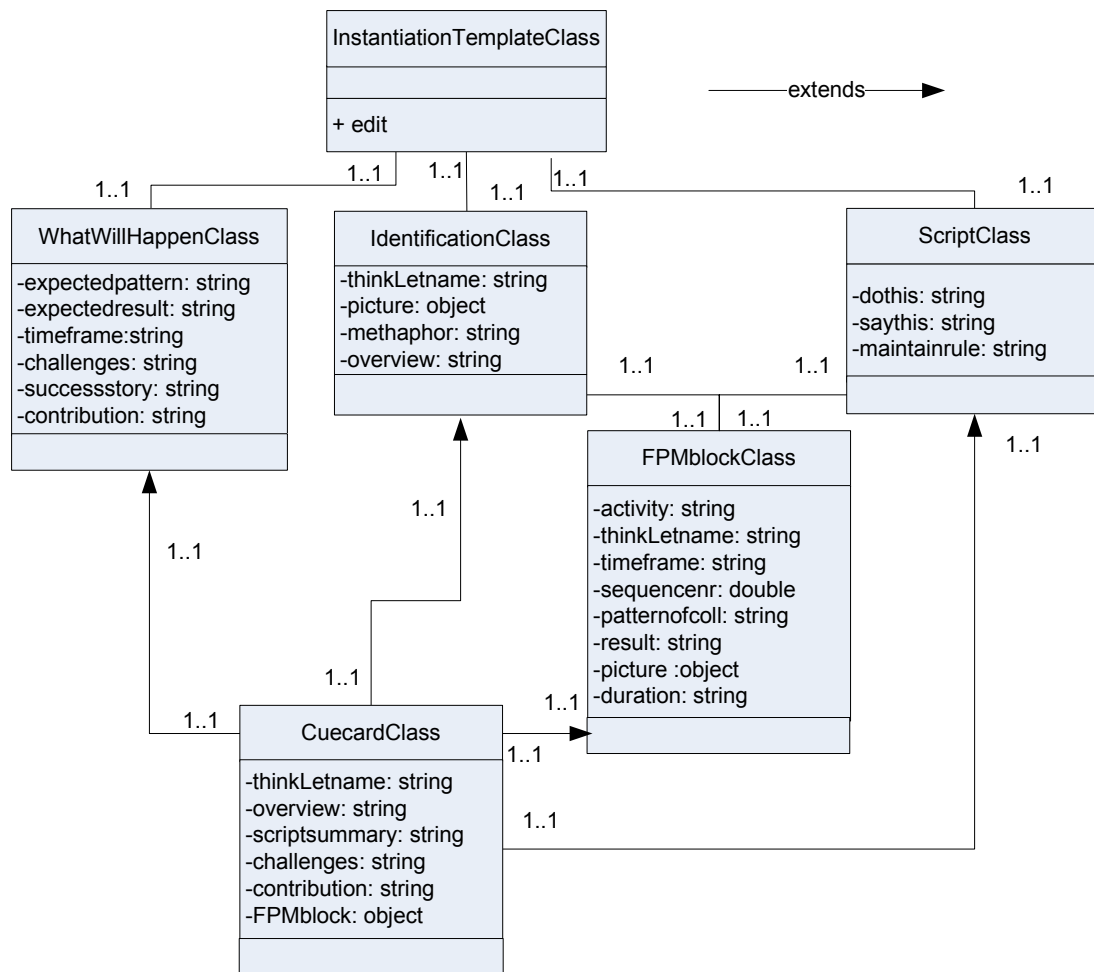 InstantiationTemplateClass
+ edit
extends
1..1
1..1
1..1
1..1
1..1
1..1
WhatWillHappenClass
-expectedpattern: string
-expectedresult: string
-timeframe:string
-challenges: string
-successstory: string
-contribution: string
IdentificationClass
-thinkLetname: string
-picture: object
-methaphor: string
-overview: string
ScriptClass
-dothis: string
-saythis: string
-maintainrule: string
1..1
1..1
1..1
1..1
1..1
FPMblockClass
-activity: string
-thinkLetname: string
-timeframe: string
-sequencenr: double
-patternofcoll: string
-result: string
-picture :object
-duration: string
1..1
1..1
1..1
1..1
1..1
1..1
1..1
CuecardClass
-thinkLetname: string
-overview: string
-scriptsummary: string
-challenges: string
-contribution: string
-FPMblock: object